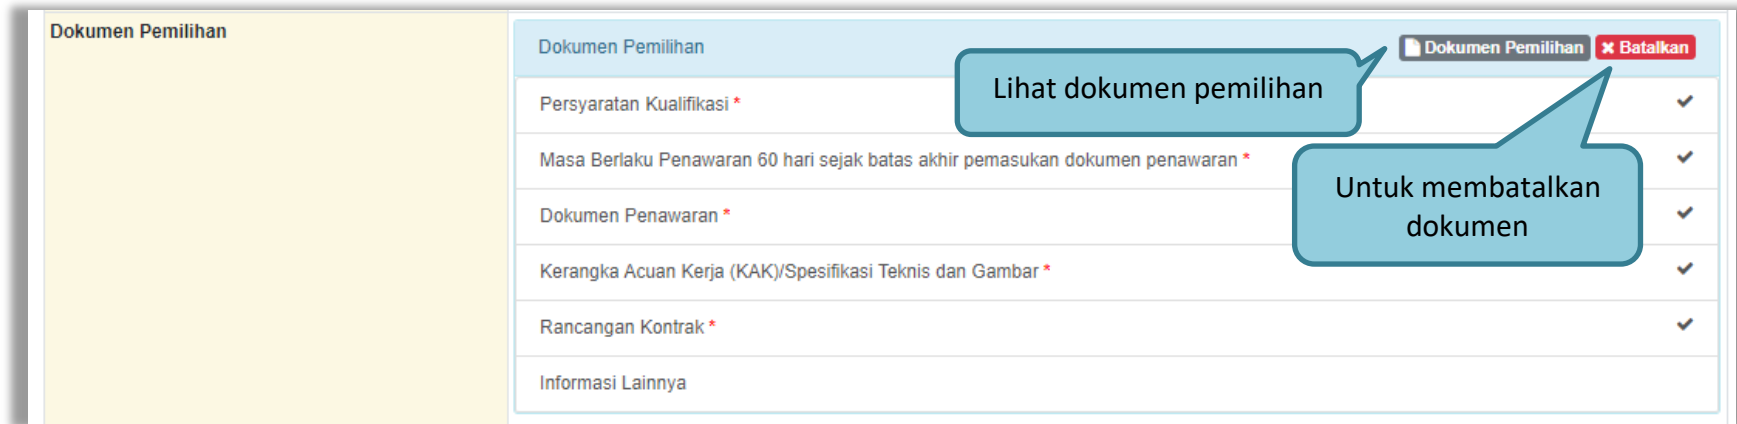 Dokumen Pemilihan
Dokumen Pemilihan
Dokumen Pemilihan
Batalkan
Lihat dokumen pemilihan
Persyaratan Kualifikasi *
Masa Berlaku Penawaran 60 hari sejak batas akhir pemasukan dokumen penawaran *
Untuk membatalkan
dokumen
Dokumen Penawaran *
Kerangka Acuan Kerja (KAK)/Spesifikasi Teknis dan Gambar *
Rancangan Kontrak *
Informasi Lainnya